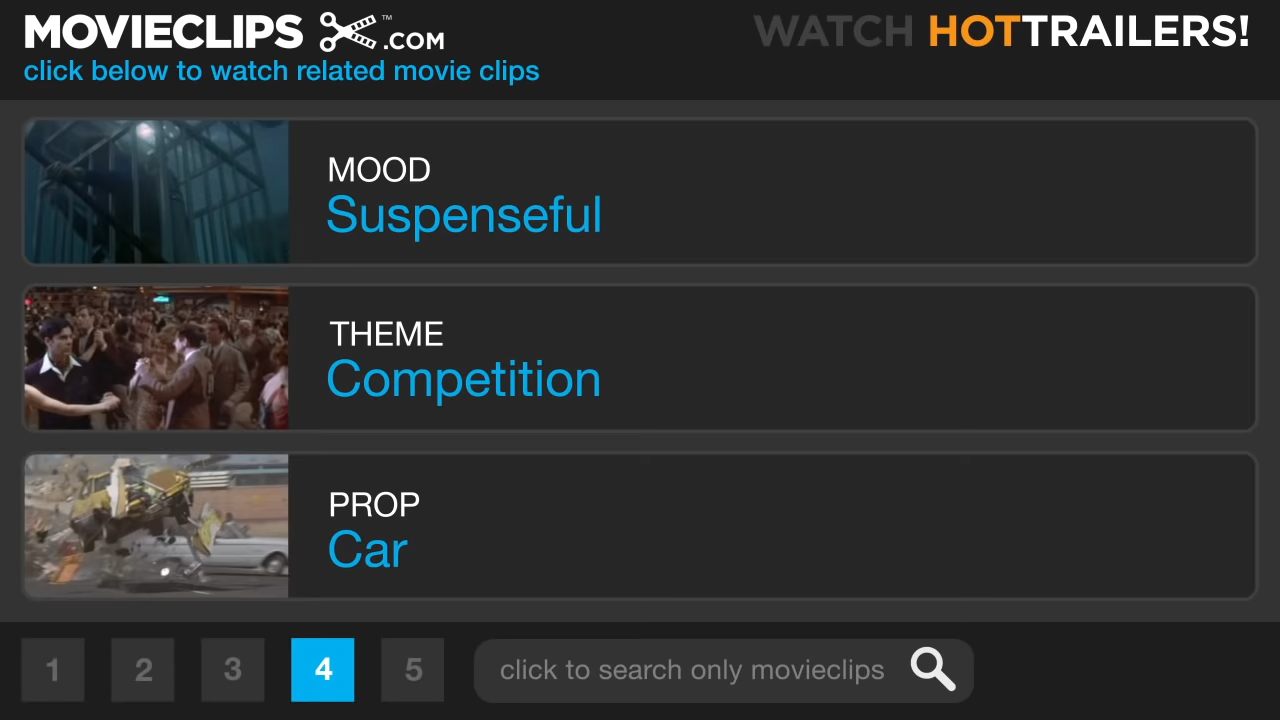 MOVIECLIPS ™ .COM
WATCH HOTTRAILERS!
click below to watch related movie clips
MOOD
Suspenseful
THEME
Competition
PROP
Car
1 2 3 4 5
click to search only movieclips